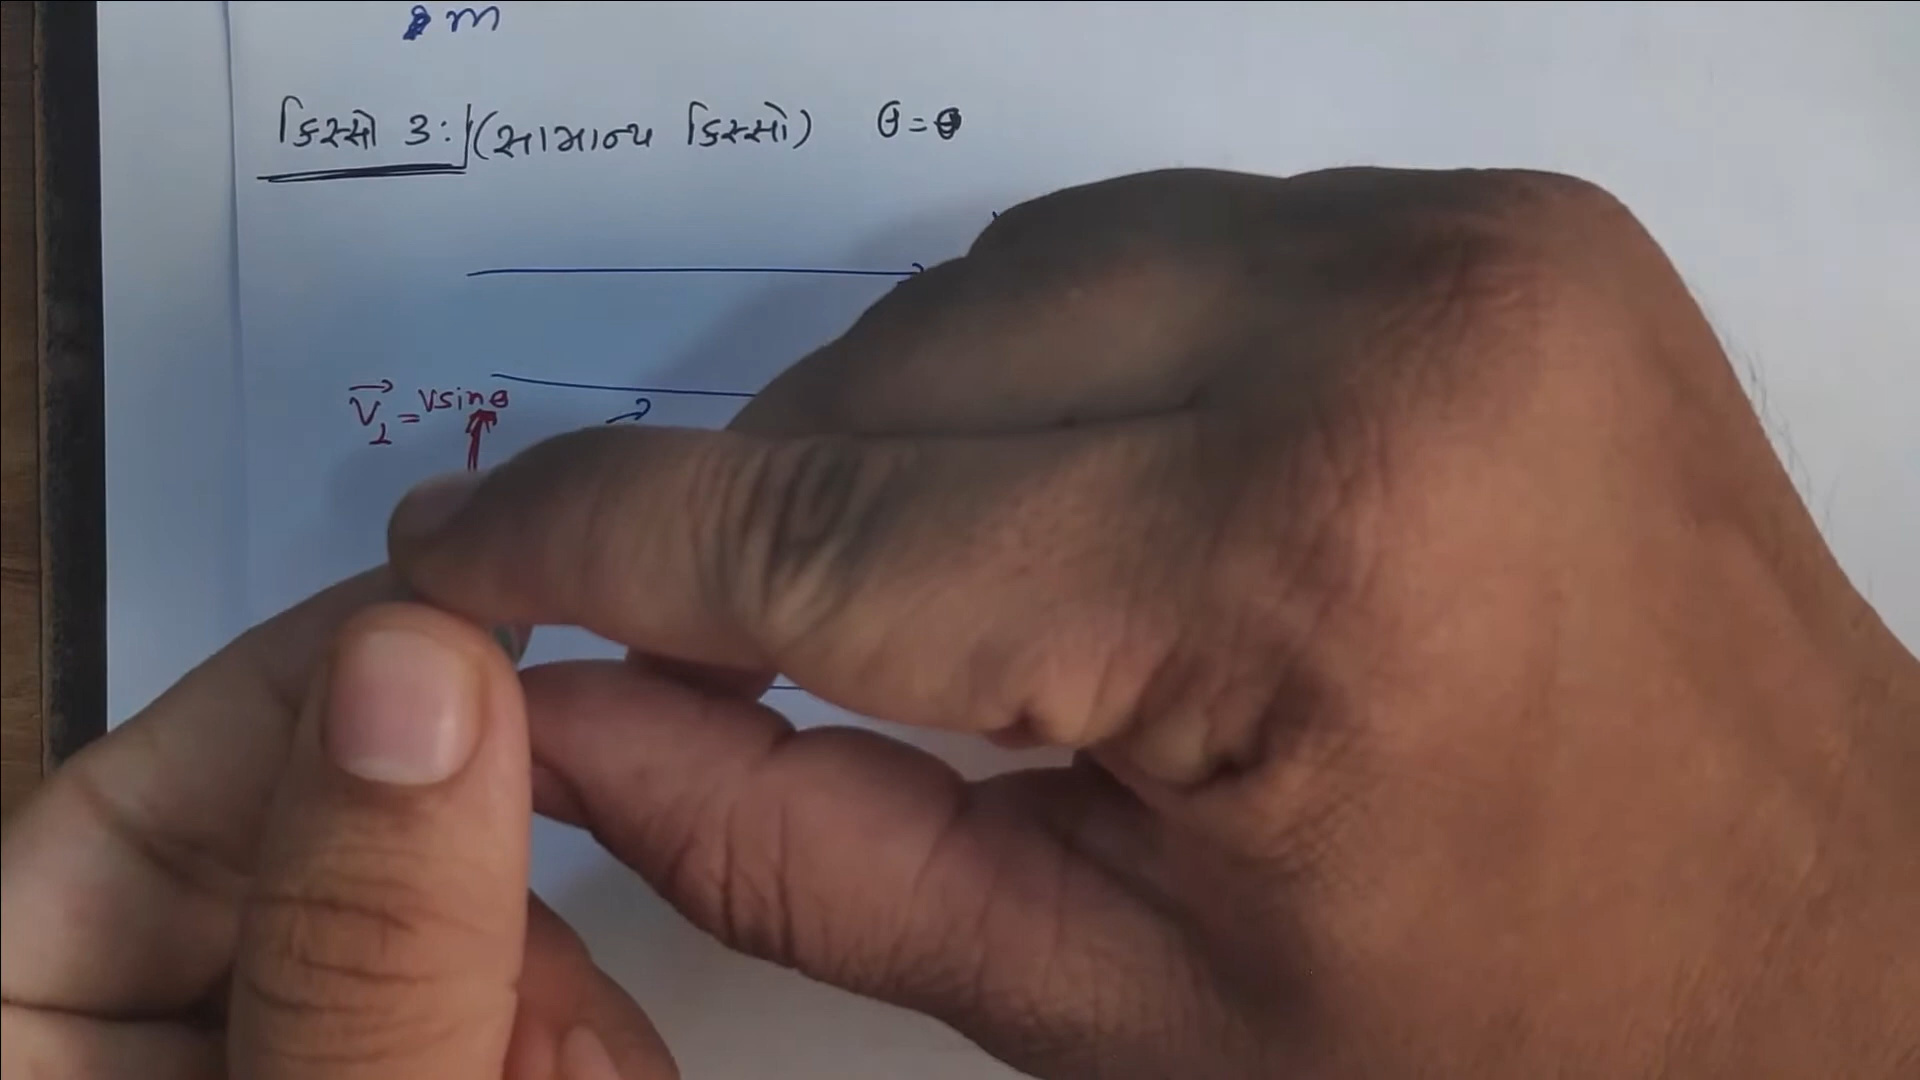 m
કિસ્સો 3: (સામાન્ય કિસ્સો) θ = θ
V⃗⊥ = Vsinθ